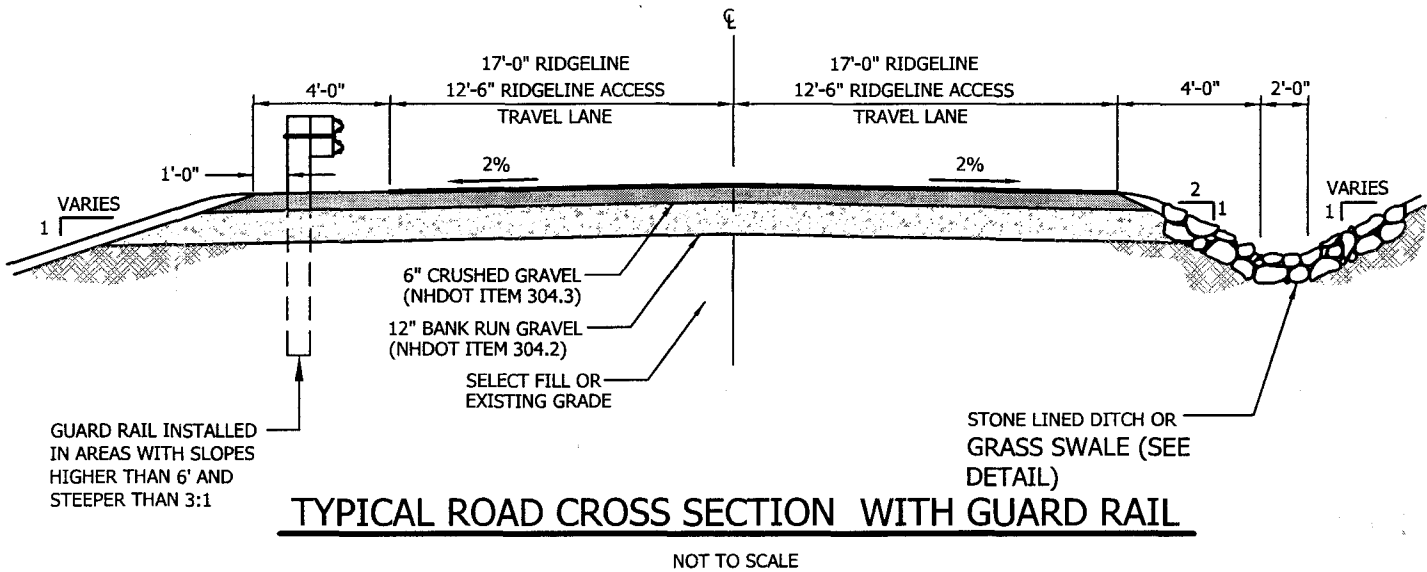 ℄
17'-0" RIDGELINE
12'-6" RIDGELINE ACCESS
TRAVEL LANE
17'-0" RIDGELINE
12'-6" RIDGELINE ACCESS
TRAVEL LANE
4'-0"
4'-0"
2'-0"
1'-0"
2%
2%
VARIES
1
2
1
VARIES
1
6" CRUSHED GRAVEL
(NHDOT ITEM 304.3)
12" BANK RUN GRAVEL
(NHDOT ITEM 304.2)
SELECT FILL OR
EXISTING GRADE
GUARD RAIL INSTALLED
IN AREAS WITH SLOPES
HIGHER THAN 6' AND
STEEPER THAN 3:1
STONE LINED DITCH OR
GRASS SWALE (SEE
DETAIL)
TYPICAL ROAD CROSS SECTION WITH GUARD RAIL
NOT TO SCALE